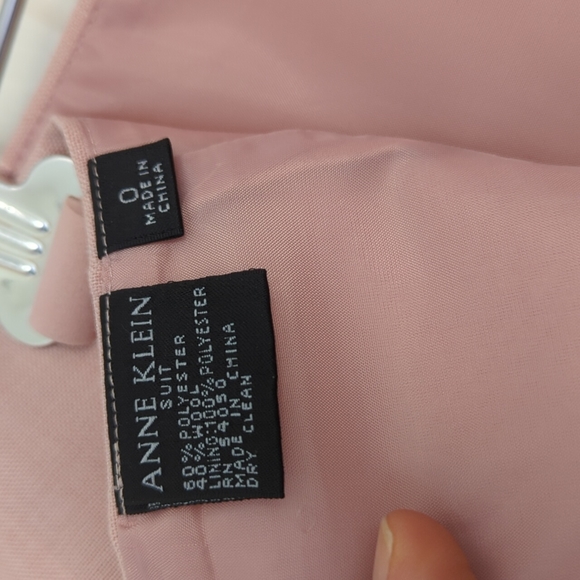 0
MADE IN
CHINA
ANNE KLEIN
SUIT
60% POLYESTER
40% WOOL
LINING:100% POLYESTER
RN 54050
MADE IN CHINA
DRY CLEAN